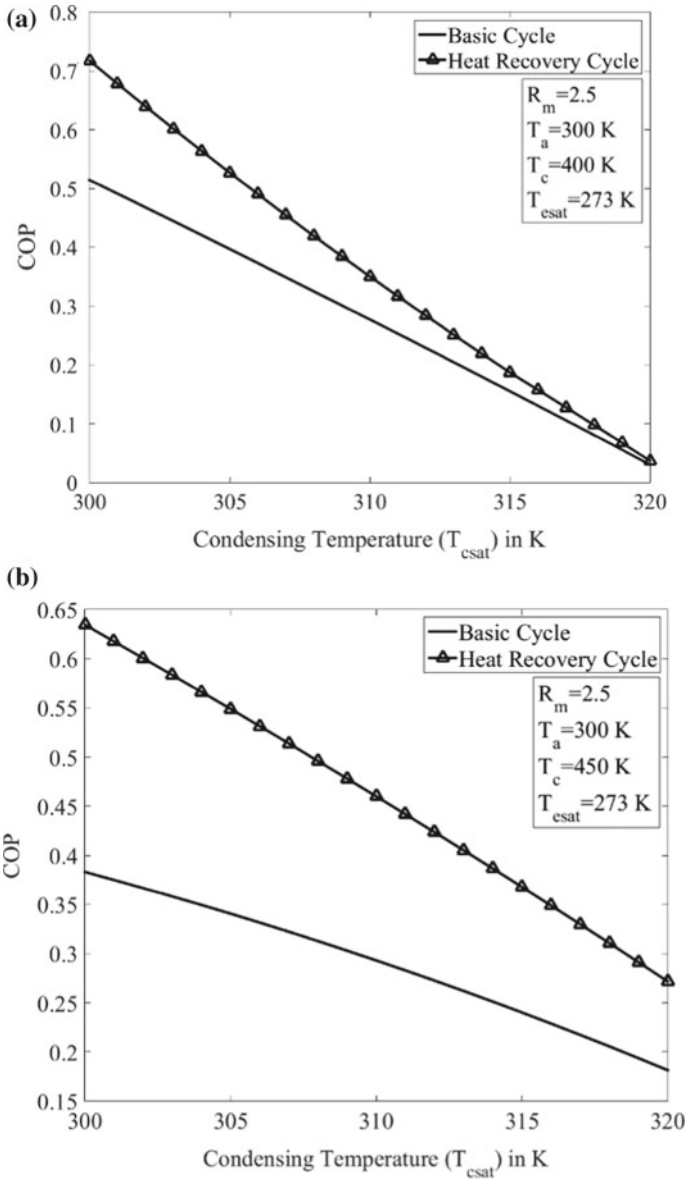 (a)
0.8
0.7
0.6
0.5
0.4
0.3
0.2
0.1
0
COP
Basic Cycle
Heat Recovery Cycle
R_m=2.5
T_a=300 K
T_c=400 K
T_esat=273 K
300 305 310 315 320
Condensing Temperature (T_csat) in K
(b)
0.65
0.6
0.55
0.5
0.45
0.4
0.35
0.3
0.25
0.2
0.15
COP
Basic Cycle
Heat Recovery Cycle
R_m=2.5
T_a=300 K
T_c=450 K
T_esat=273 K
300 305 310 315 320
Condensing Temperature (T_csat) in K